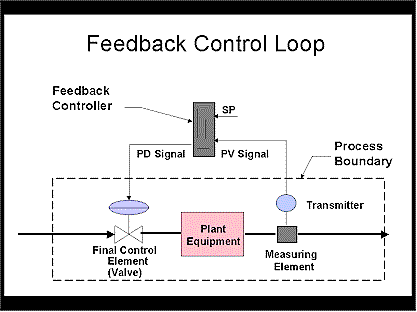 Feedback Control Loop
Feedback
Controller
SP
PD Signal
PV Signal
Process
Boundary
Transmitter
Plant
Equipment
Final Control
Element
(Valve)
Measuring
Element